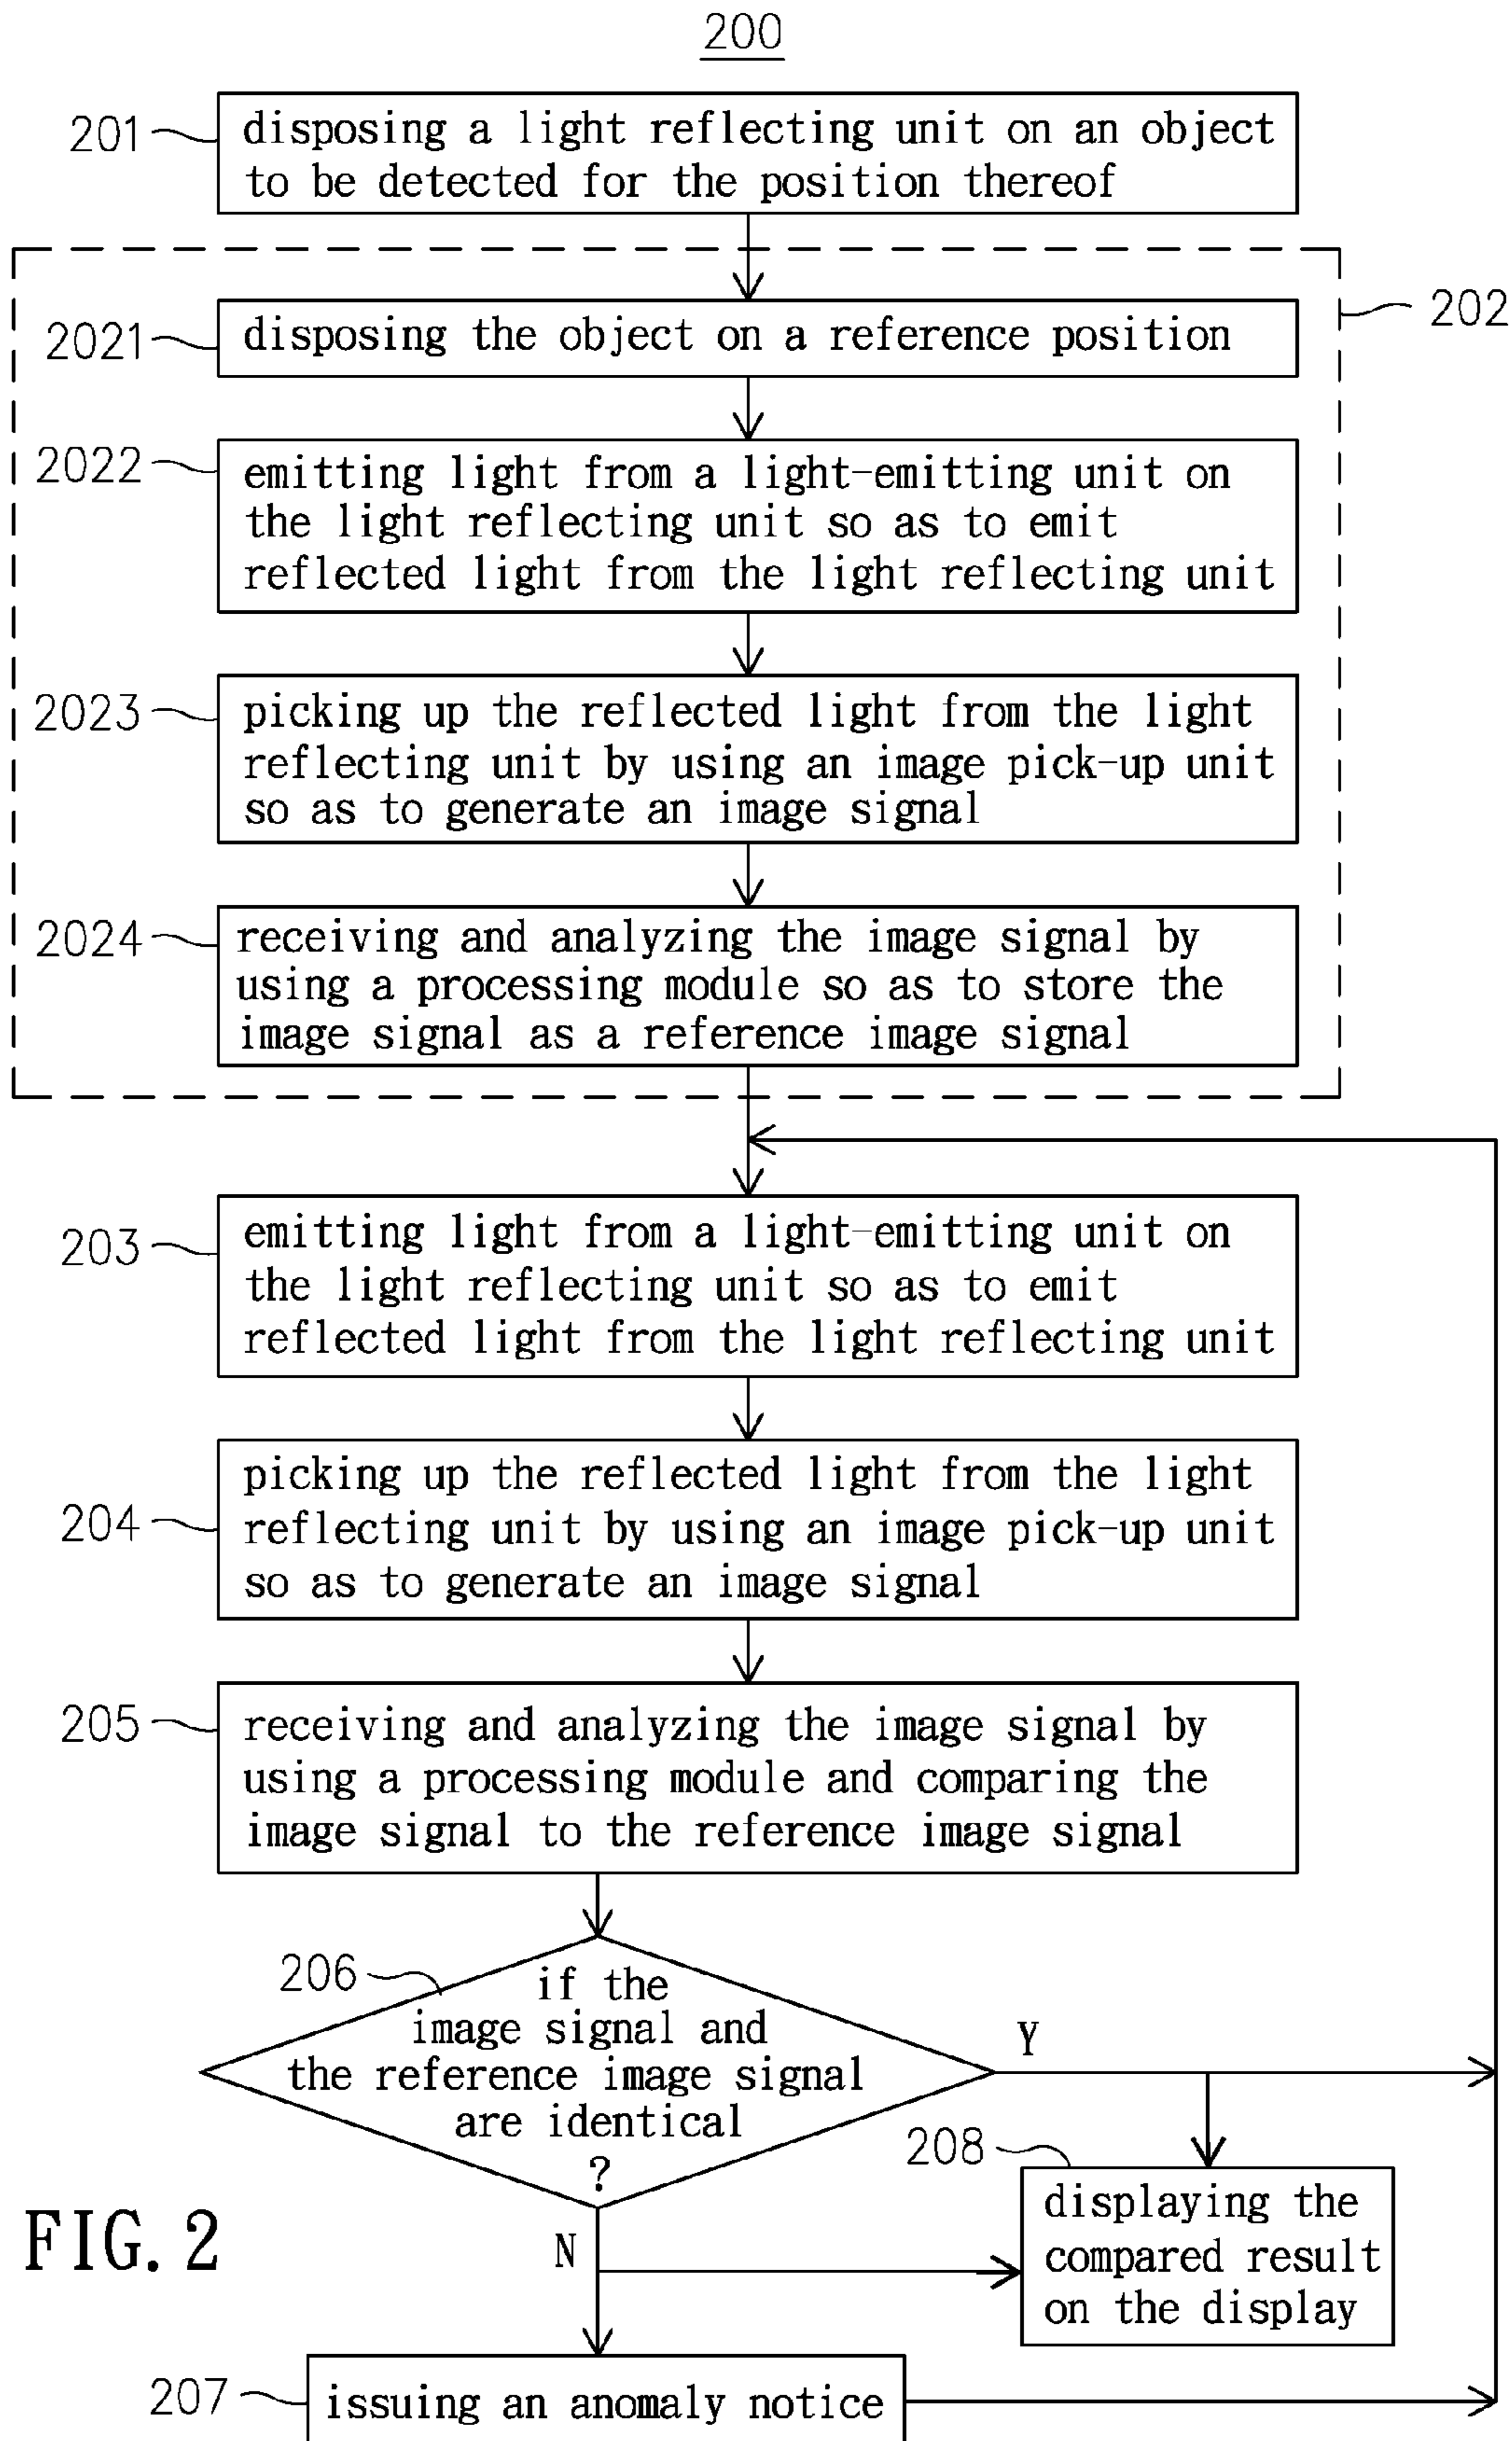 200
201
disposing a light reflecting unit on an object
to be detected for the position thereof
202
2021
disposing the object on a reference position
2022
emitting light from a light-emitting unit on
the light reflecting unit so as to emit
reflected light from the light reflecting unit
2023
picking up the reflected light from the light
reflecting unit by using an image pick-up unit
so as to generate an image signal
2024
receiving and analyzing the image signal by
using a processing module so as to store the
image signal as a reference image signal
203
emitting light from a light-emitting unit on
the light reflecting unit so as to emit
reflected light from the light reflecting unit
204
picking up the reflected light from the light
reflecting unit by using an image pick-up unit
so as to generate an image signal
205
receiving and analyzing the image signal by
using a processing module and comparing the
image signal to the reference image signal
206
if the
image signal and
the reference image signal
are identical
?
Y
208
displaying the
compared result
on the display
N
FIG. 2
207
issuing an anomaly notice